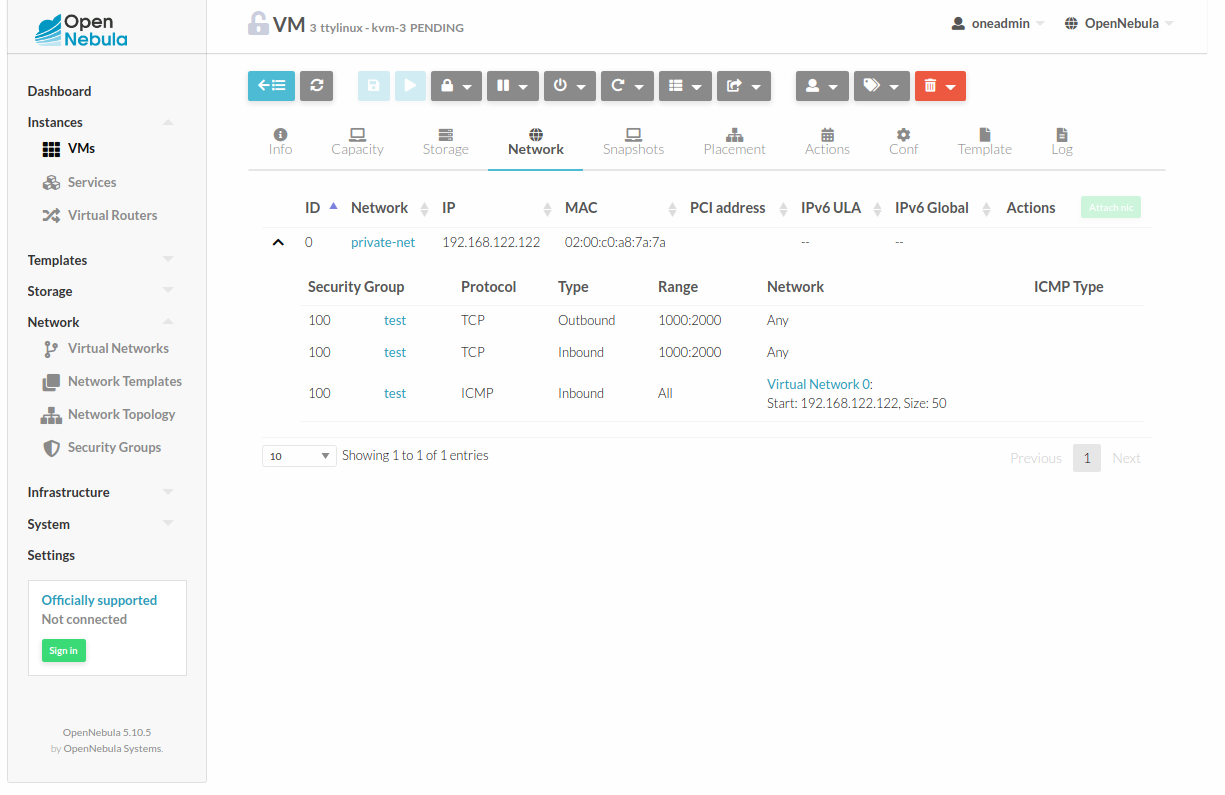 Open
Nebula
VM 3 ttylinux - kvm-3 PENDING
oneadmin
OpenNebula
Dashboard
Instances
VMs
Services
Virtual Routers
Templates
Storage
Network
Virtual Networks
Network Templates
Network Topology
Security Groups
Infrastructure
System
Settings
Officially supported
Not connected
Sign in
OpenNebula 5.10.5
by OpenNebula Systems.
Info Capacity Storage Network Snapshots Placement Actions Conf Template Log
ID Network IP MAC PCI address IPv6 ULA IPv6 Global Actions Attach nic
0 private-net 192.168.122.122 02:00:c0:a8:7a:7a -- --
Security Group Protocol Type Range Network ICMP Type
100 test TCP Outbound 1000:2000 Any
100 test TCP Inbound 1000:2000 Any
100 test ICMP Inbound All Virtual Network 0:
Start: 192.168.122.122, Size: 50
10 Showing 1 to 1 of 1 entries
Previous 1 Next